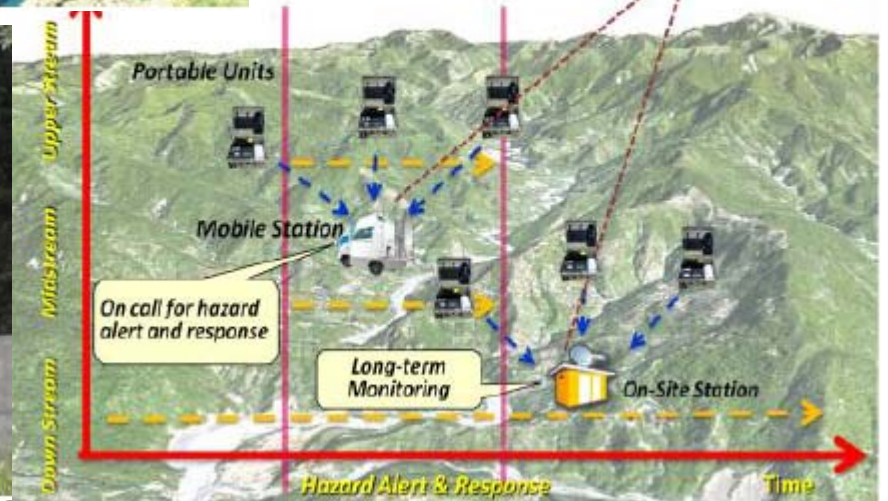 Upper Stream
Portable Units
Midstream
Mobile Station
On call for hazard
alert and response
Long-term
Monitoring
On-Site Station
Down Stream
Hazard Alert & Response
Time